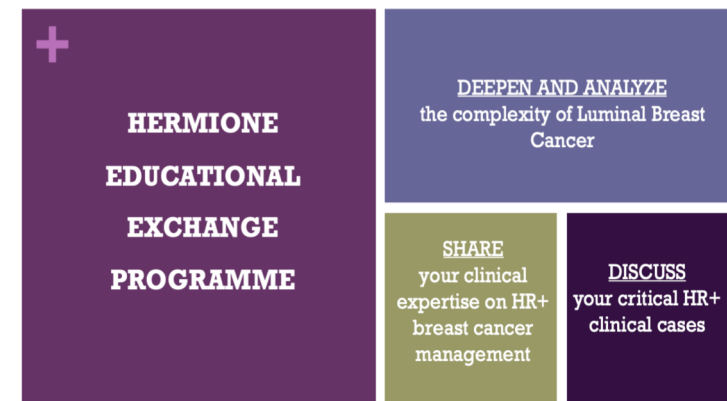 +
HERMIONE
EDUCATIONAL
EXCHANGE
PROGRAMME
DEEPEN AND ANALYZE
the complexity of Luminal Breast
Cancer
SHARE
your clinical
expertise on HR+
breast cancer
management
DISCUSS
your critical HR+
clinical cases